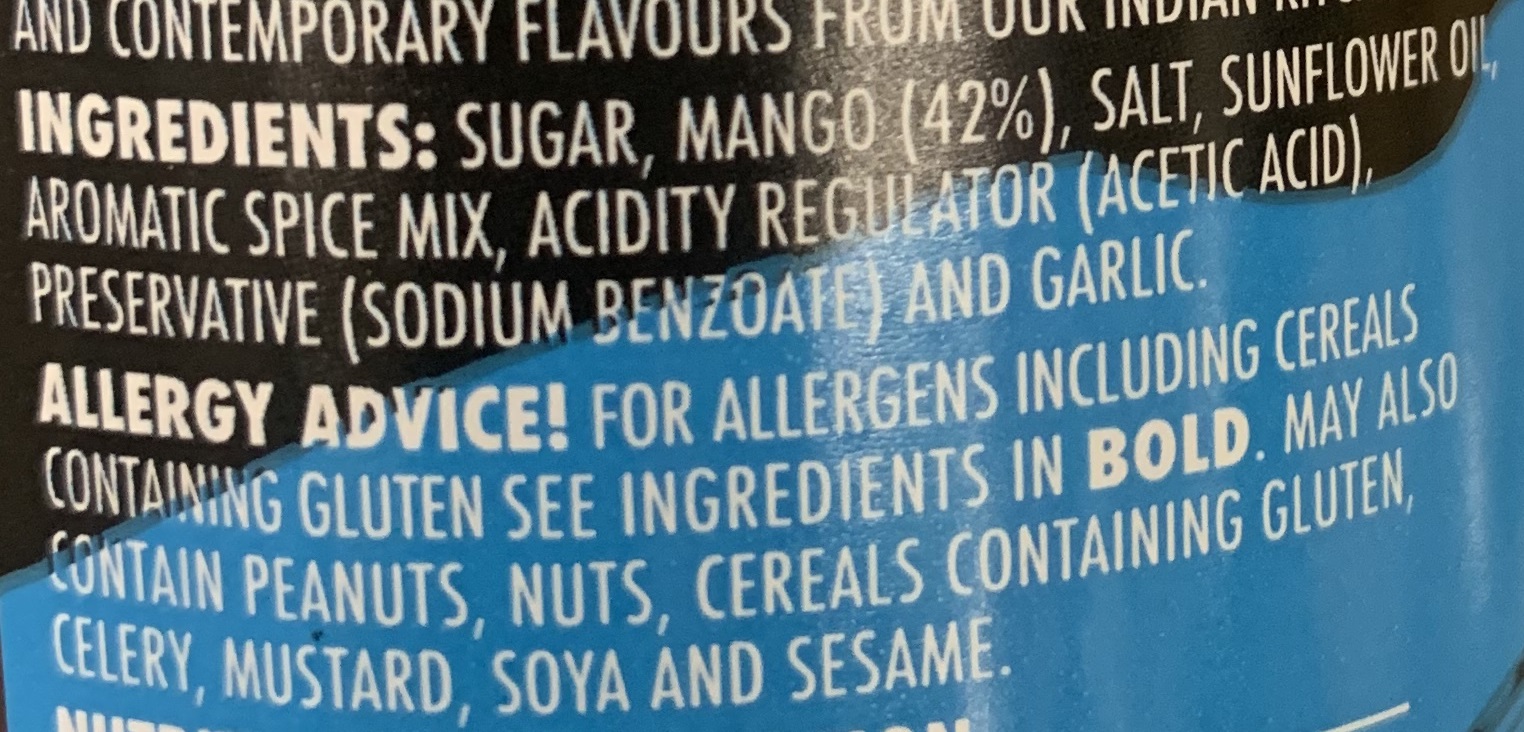 AND CONTEMPORARY FLAVOURS FROM OUR INDIAN
INGREDIENTS: SUGAR, MANGO (42%), SALT, SUNFLOWER OIL,
AROMATIC SPICE MIX, ACIDITY REGULATOR (ACETIC ACID),
PRESERVATIVE (SODIUM BENZOATE) AND GARLIC.
ALLERGY ADVICE! FOR ALLERGENS INCLUDING CEREALS
CONTAINING GLUTEN SEE INGREDIENTS IN BOLD. MAY ALSO
CONTAIN PEANUTS, NUTS, CEREALS CONTAINING GLUTEN,
CELERY, MUSTARD, SOYA AND SESAME.